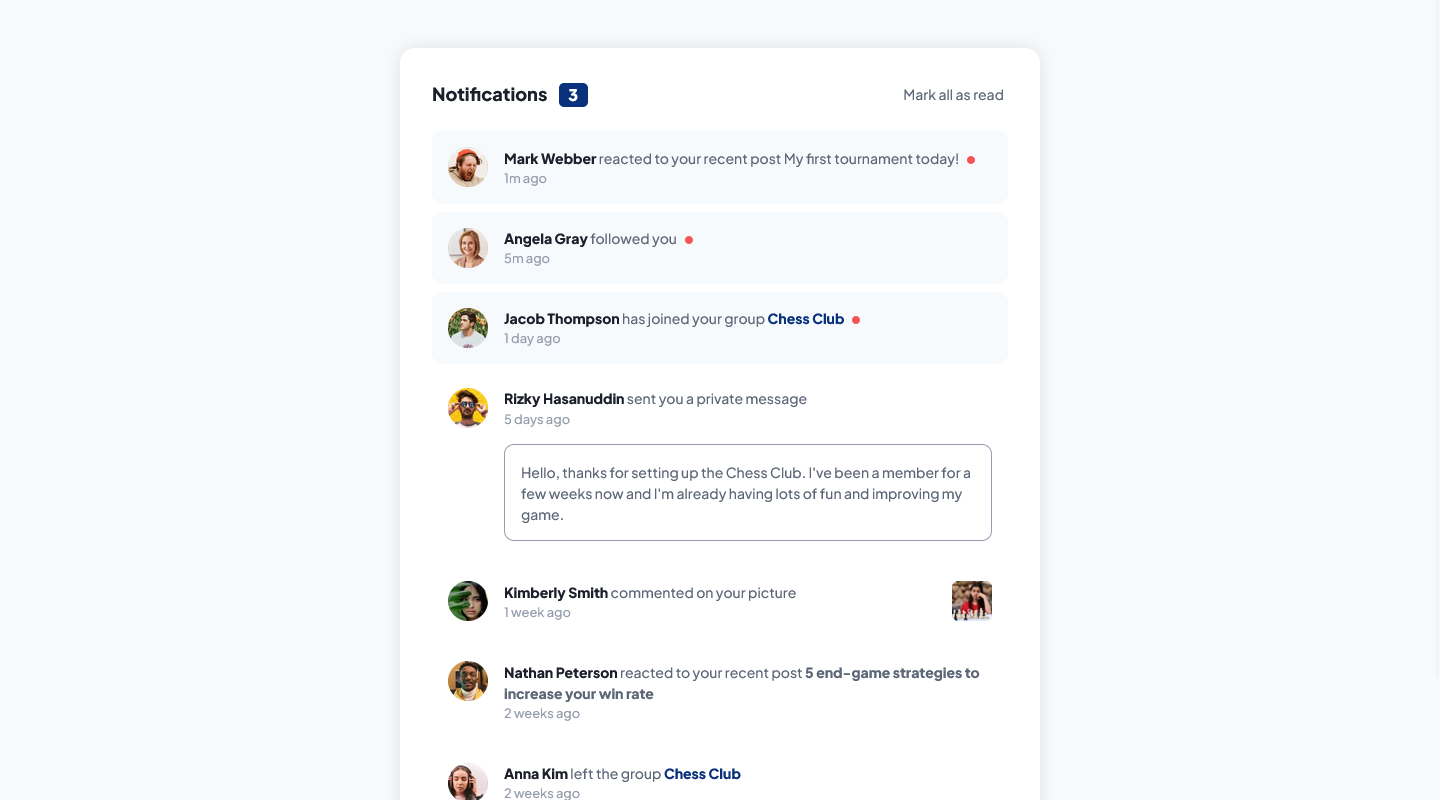 Notifications 3 Mark all as read
Mark Webber reacted to your recent post My first tournament today!
1m ago
Angela Gray followed you
5m ago
Jacob Thompson has joined your group Chess Club
1 day ago
Rizky Hasanuddin sent you a private message
5 days ago
Hello, thanks for setting up the Chess Club. I've been a member for a
few weeks now and I'm already having lots of fun and improving my
game.
Kimberly Smith commented on your picture
1 week ago
Nathan Peterson reacted to your recent post 5 end-game strategies to
increase your win rate
2 weeks ago
Anna Kim left the group Chess Club
2 weeks ago